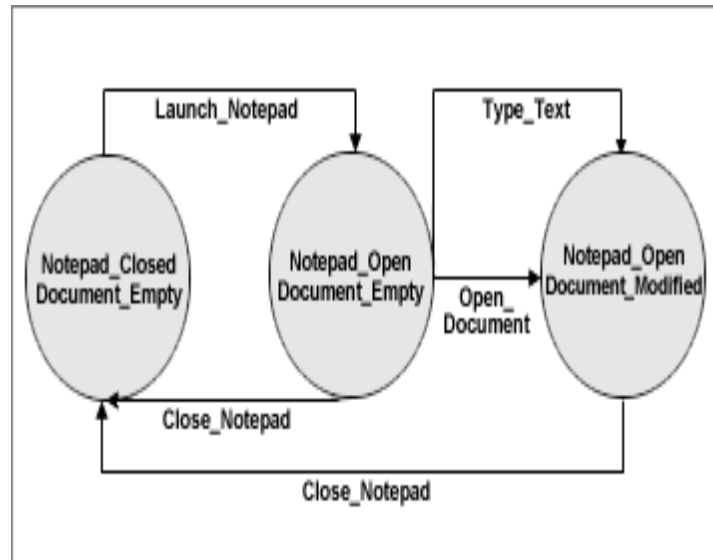 Launch_Notepad
Type_Text
Notepad_Closed
Document_Empty
Notepad_Open
Document_Empty
Notepad_Open
Document_Modified
Open_
Document
Close_Notepad
Close_Notepad